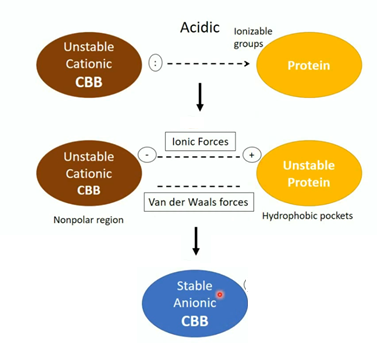 Acidic
Ionizable
groups
Unstable
Cationic
CBB
:
Protein
Unstable
Cationic
CBB
-
Ionic Forces
+
Unstable
Protein
Van der Waals forces
Nonpolar region
Hydrophobic pockets
Stable
Anionic
CBB